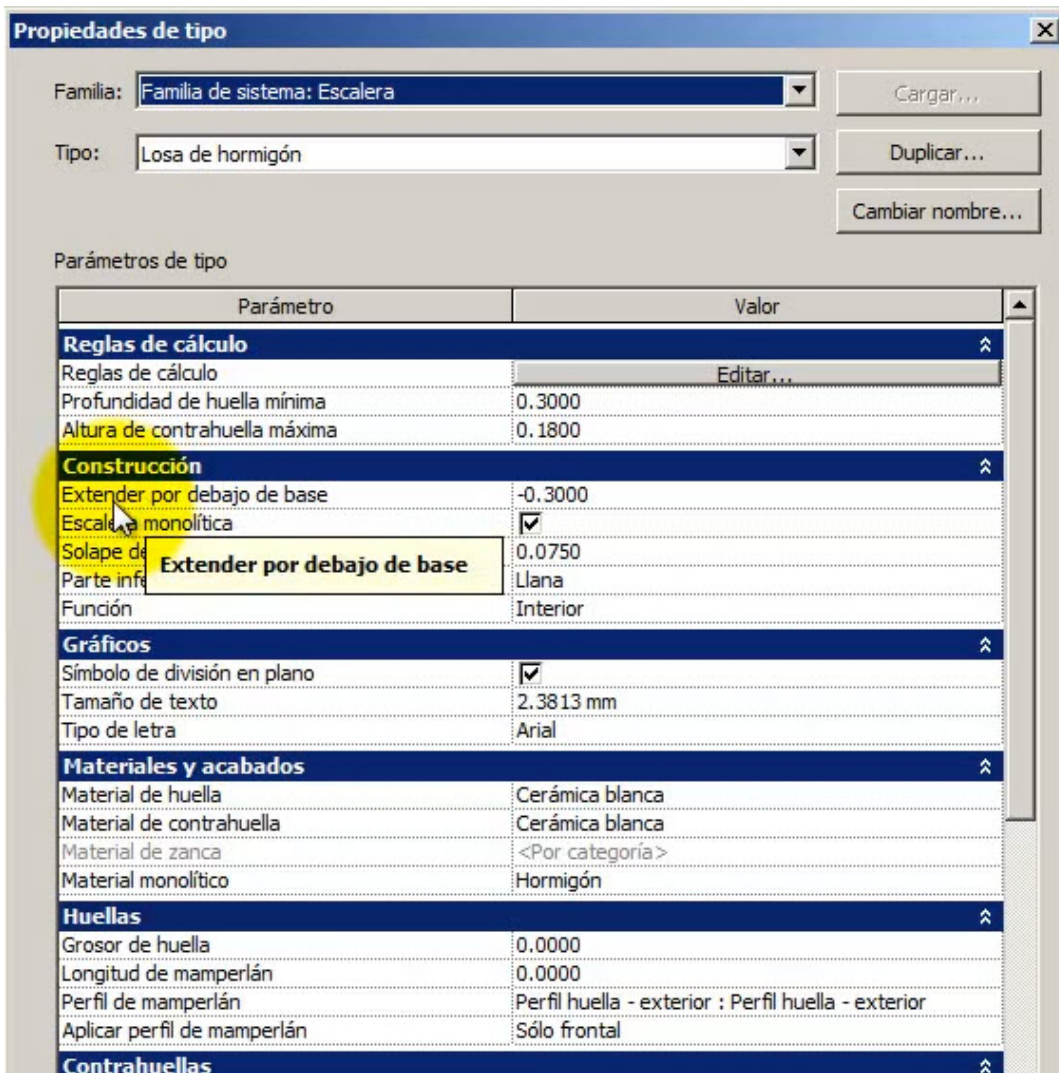 Propiedades de tipo
Familia: Familia de sistema: Escalera Cargar...
Tipo: Losa de hormigón Duplicar...
Cambiar nombre...
Parámetros de tipo
Parámetro Valor
Reglas de cálculo
Reglas de cálculo Editar...
Profundidad de huella mínima 0.3000
Altura de contrahuella máxima 0.1800
Construcción
Extender por debajo de base -0.3000
Escalera monolítica
Solape de 0.0750
Extender por debajo de base
Parte infe Llana
Función Interior
Gráficos
Símbolo de división en plano
Tamaño de texto 2.3813 mm
Tipo de letra Arial
Materiales y acabados
Material de huella Cerámica blanca
Material de contrahuella Cerámica blanca
Material de zanca <Por categoría>
Material monolítico Hormigón
Huellas
Grosor de huella 0.0000
Longitud de mamperlán 0.0000
Perfil de mamperlán Perfil huella - exterior : Perfil huella - exterior
Aplicar perfil de mamperlán Sólo frontal
Contrahuellas